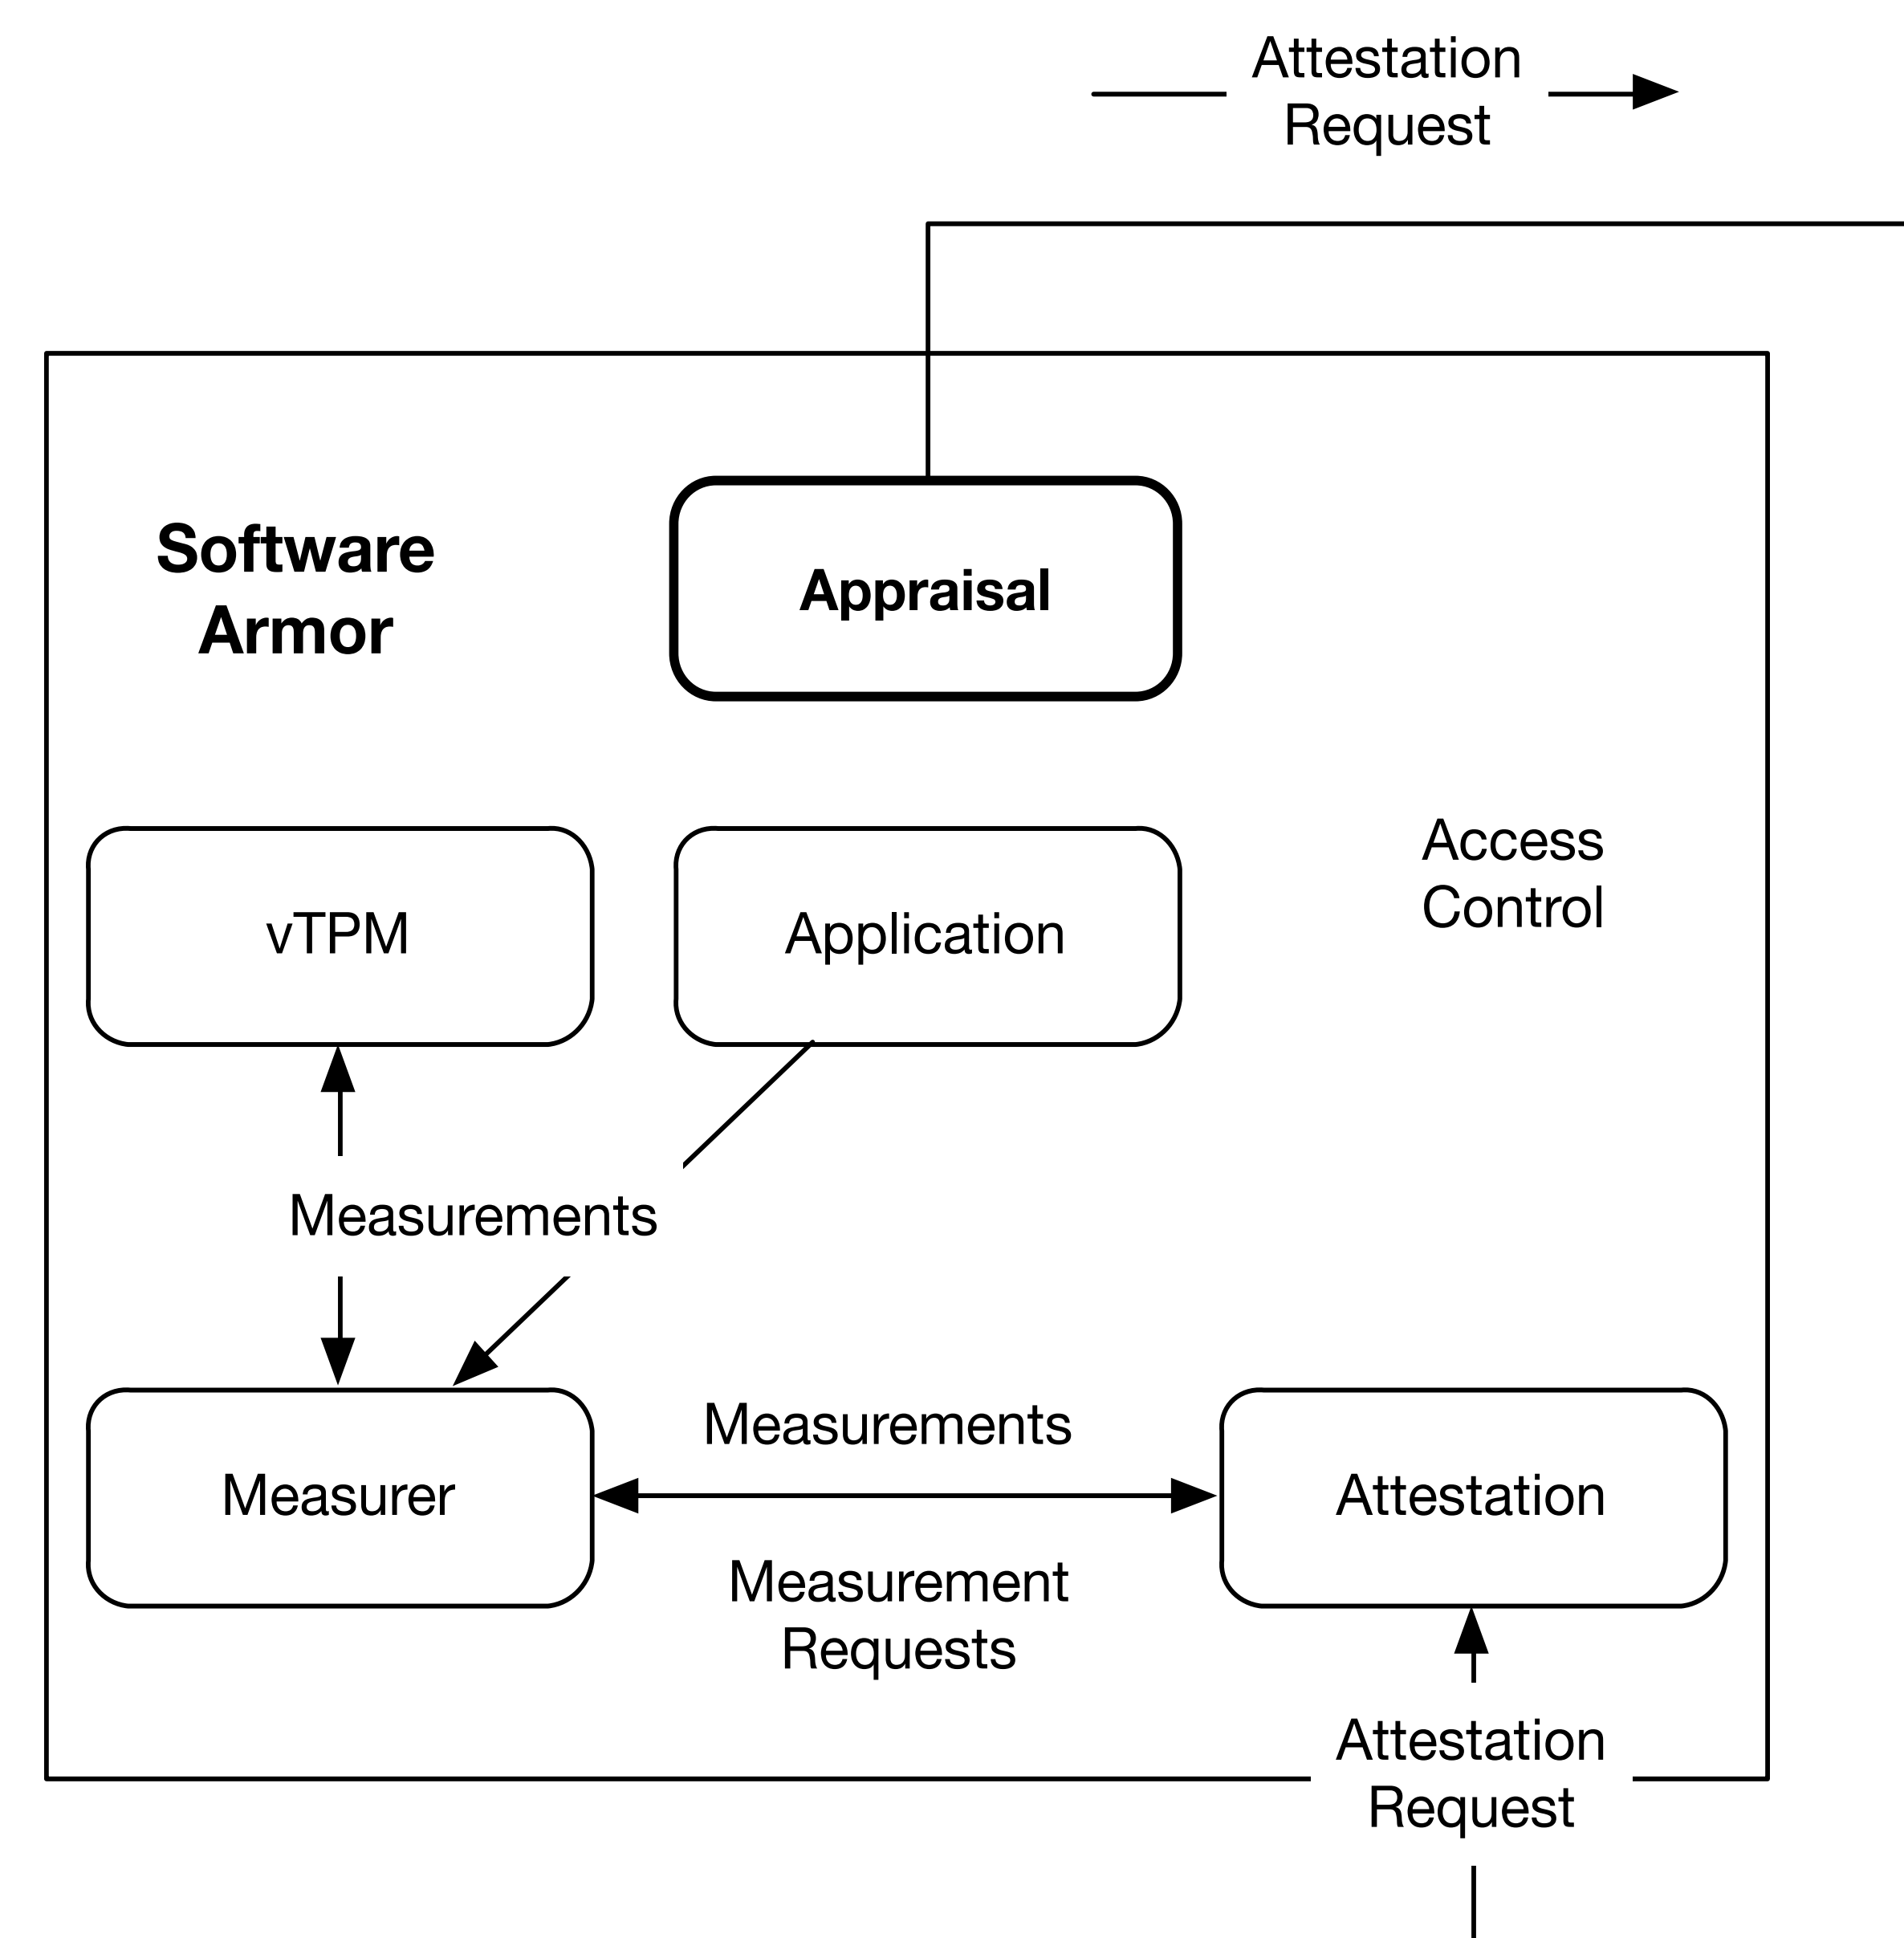 Attestation
Request
Software
Armor
Appraisal
vTPM
Application
Access
Control
Measurements
Measurements
Measurer
Attestation
Measurement
Requests
Attestation
Request